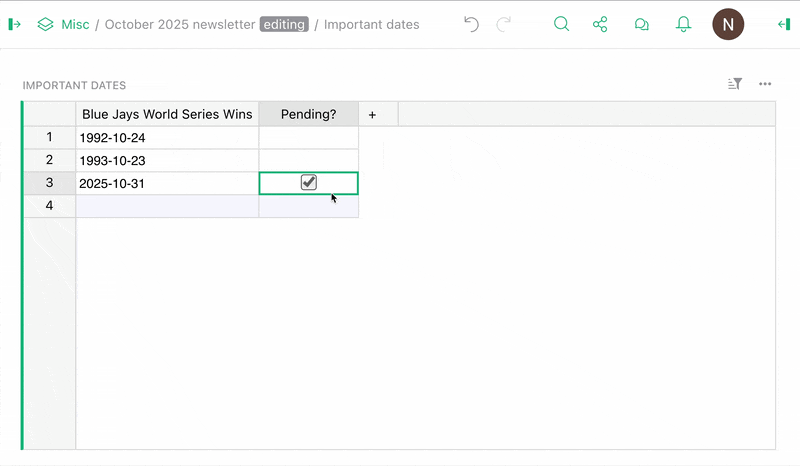 Misc / October 2025 newsletter editing / Important dates
N
IMPORTANT DATES
Blue Jays World Series Wins Pending? +
1 1992-10-24
2 1993-10-23
3 2025-10-31
4